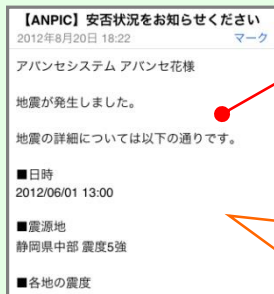 【ANPIC】安否状況をお知らせください
2012年8月20日 18:22 マーク
アバンセシステム アバンセ花様
地震が発生しました。
地震の詳細については以下の通りです。
■日時
2012/06/01 13:00
■震源地
静岡県中部 震度5強
■各地の震度